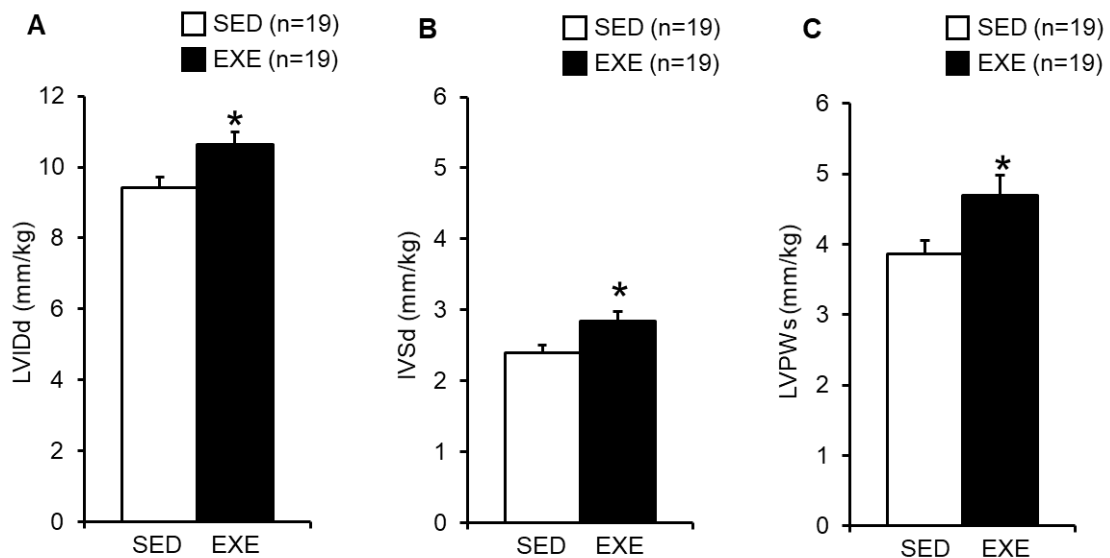 A
SED (n=19)
EXE (n=19)
12
10
8
6
4
2
0
LVIDd (mm/kg)
*
SED EXE
B
SED (n=19)
EXE (n=19)
6
5
4
3
2
1
0
IVSd (mm/kg)
*
SED EXE
C
SED (n=19)
EXE (n=19)
6
5
4
3
2
1
0
LVPWs (mm/kg)
*
SED EXE